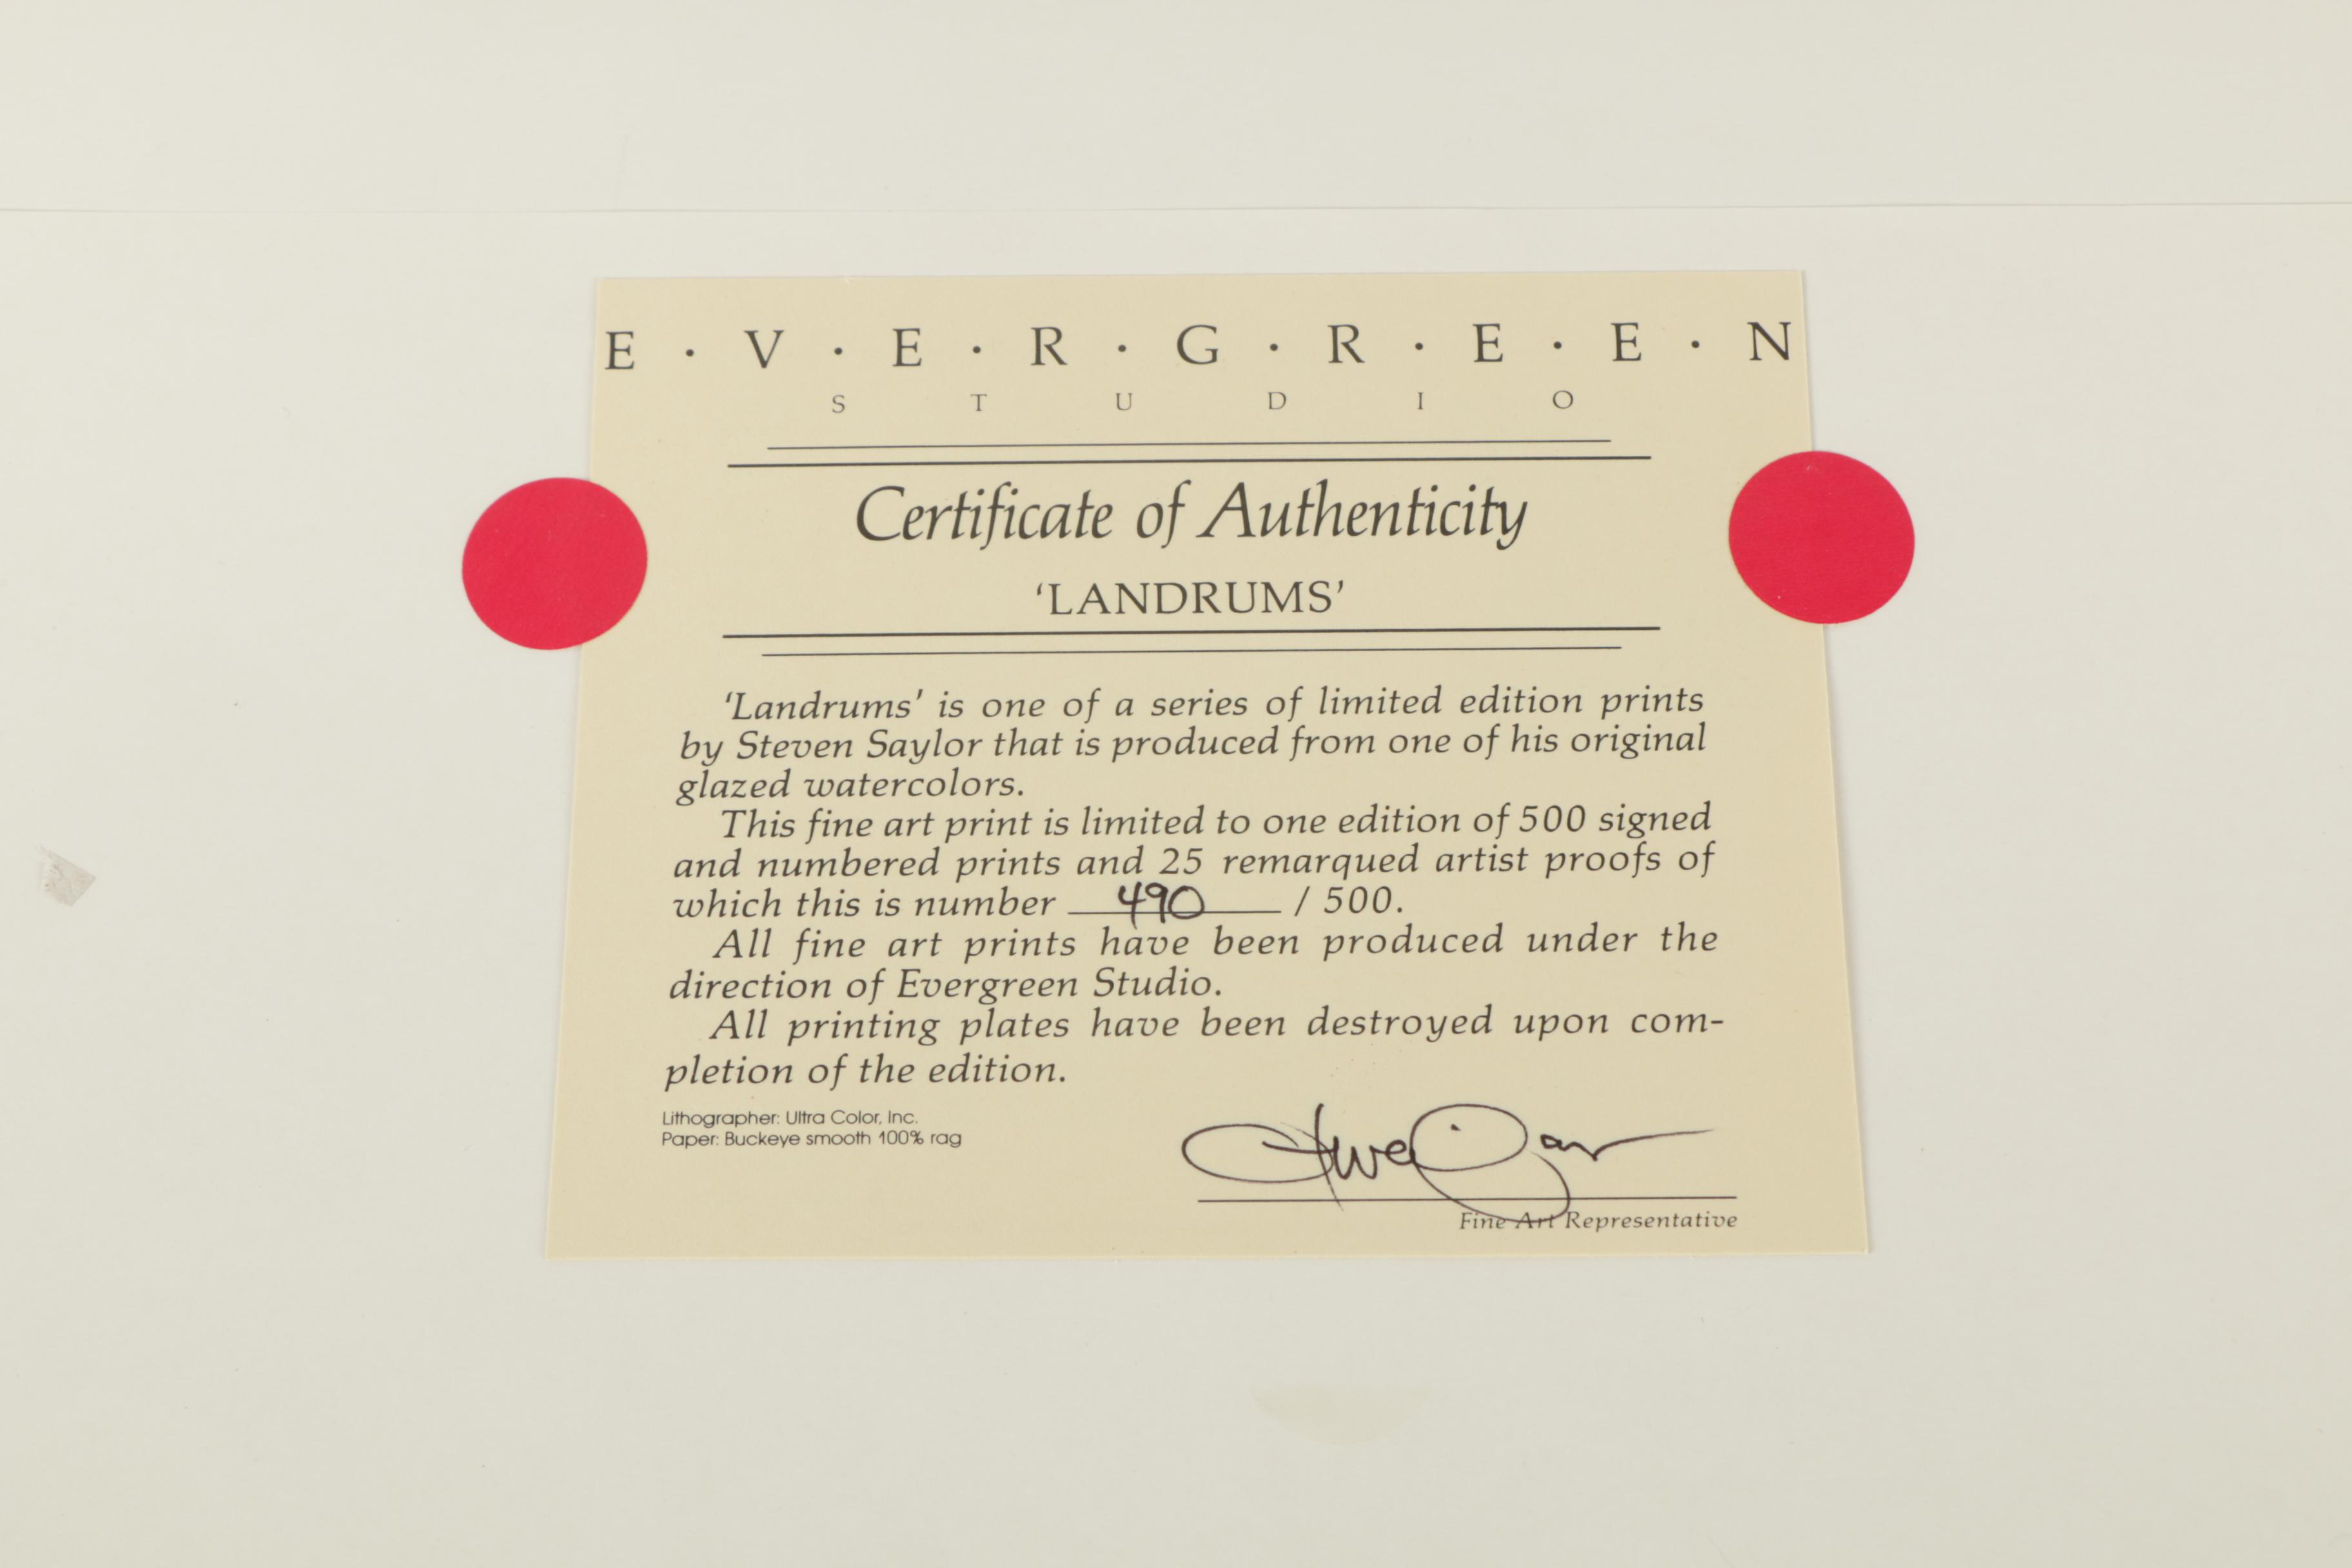 E·V·E·R·G·R·E·E·N
STUDIO
Certificate of Authenticity
‘LANDRUMS’
‘Landrums’ is one of a series of limited edition prints
by Steven Saylor that is produced from one of his original
glazed watercolors.
This fine art print is limited to one edition of 500 signed
and numbered prints and 25 remarqued artist proofs of
which this is number 490 / 500.
All fine art prints have been produced under the
direction of Evergreen Studio.
All printing plates have been destroyed upon com-
pletion of the edition.
Lithographer: Ultra Color, Inc.
Paper: Buckeye smooth 100% rag
Fine Art Representative